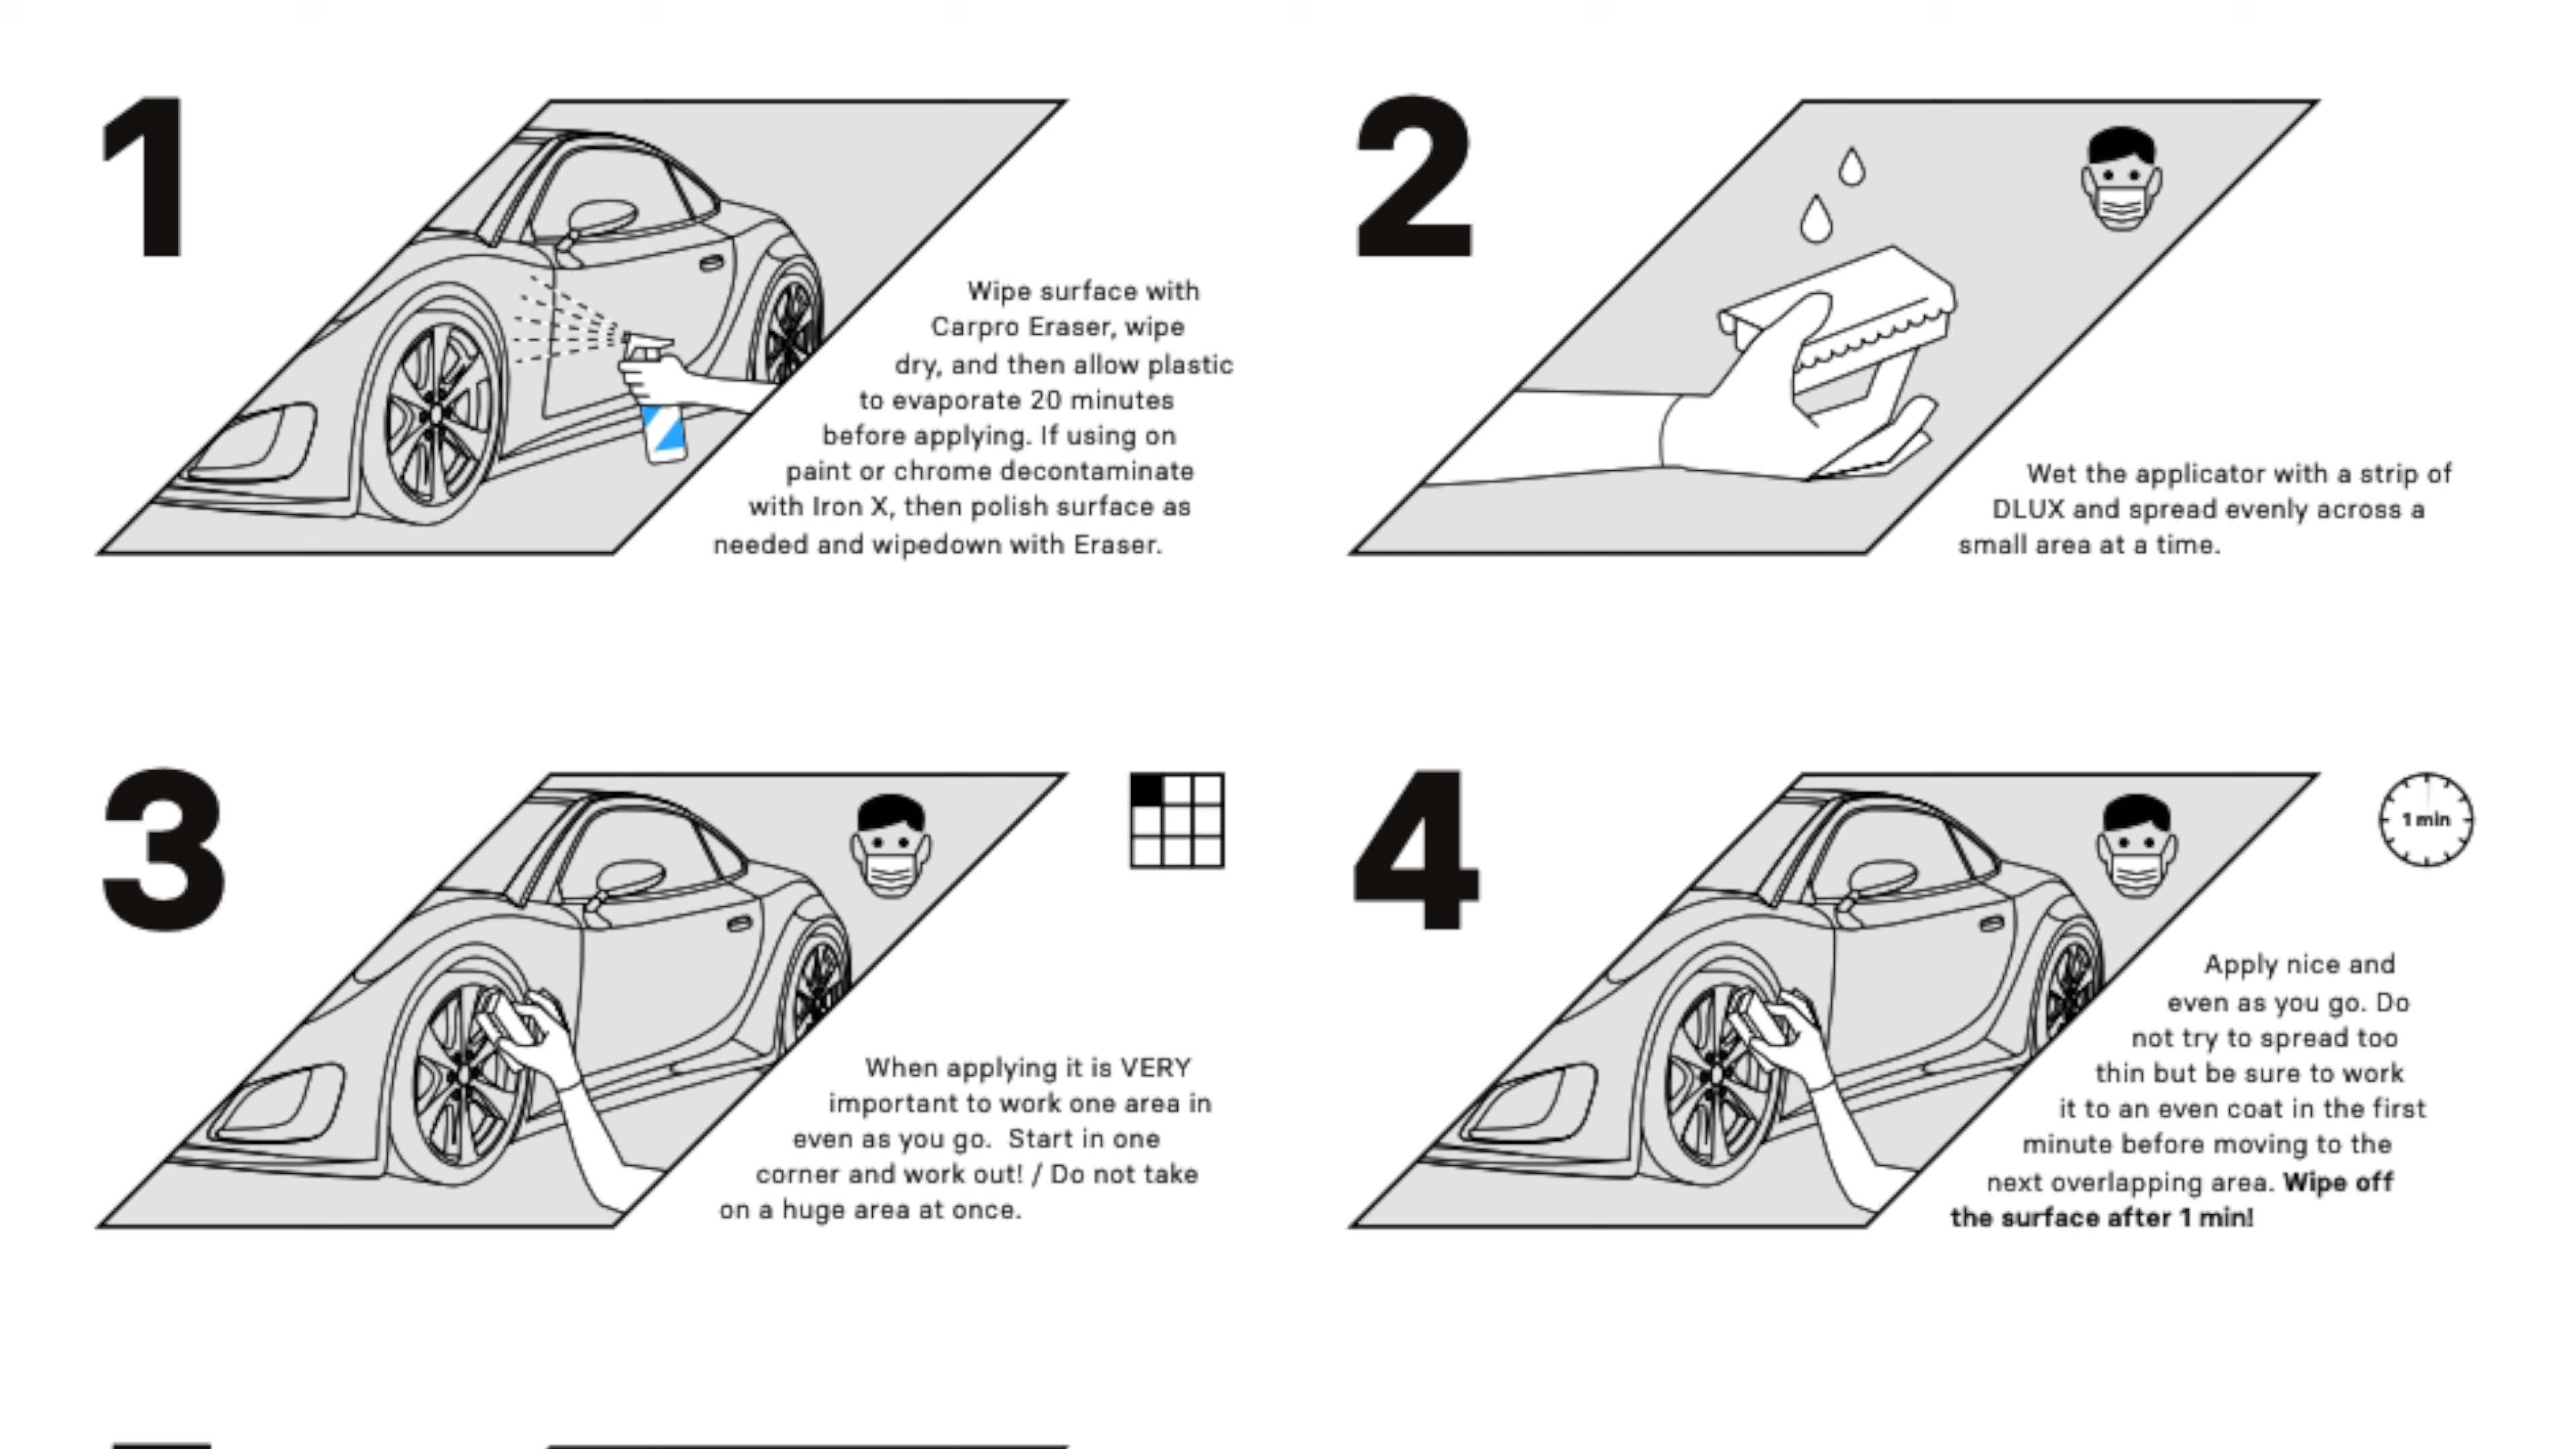 1
Wipe surface with
Carpro Eraser, wipe
dry, and then allow plastic
to evaporate 20 minutes
before applying. If using on
paint or chrome decontaminate
with Iron X, then polish surface as
needed and wipedown with Eraser.
2
Wet the applicator with a strip of
DLUX and spread evenly across a
small area at a time.
3
When applying it is VERY
important to work one area in
even as you go.  Start in one
corner and work out! / Do not take
on a huge area at once.
4
1 min
Apply nice and
even as you go. Do
not try to spread too
thin but be sure to work
it to an even coat in the first
minute before moving to the
next overlapping area. Wipe off
the surface after 1 min!